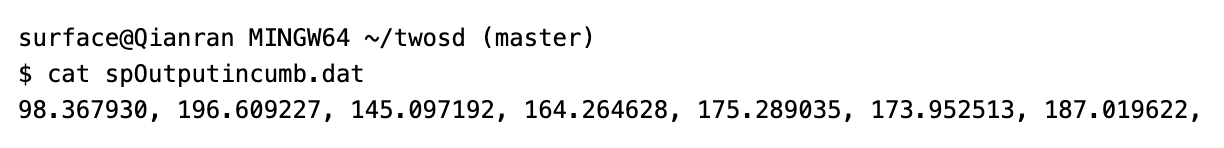 surface@Qianran MINGW64 ~/twosd (master)
$ cat spOutputincumb.dat
98.367930, 196.609227, 145.097192, 164.264628, 175.289035, 173.952513, 187.019622,